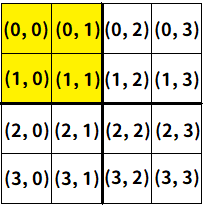 (0, 0) (0, 1) (0, 2) (0, 3)
(1, 0) (1, 1) (1, 2) (1, 3)
(2, 0) (2, 1) (2, 2) (2, 3)
(3, 0) (3, 1) (3, 2) (3, 3)